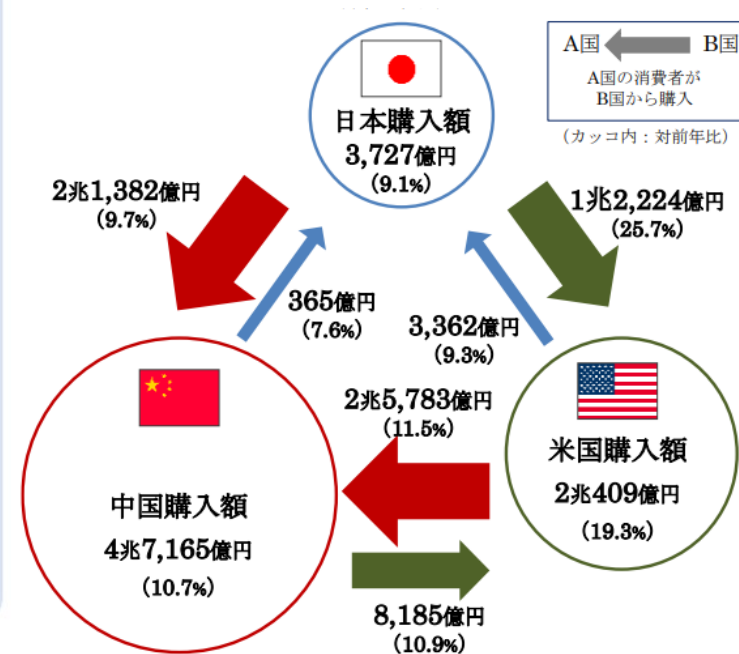 A国 B国
A国の消費者が
B国から購入
(カッコ内：対前年比)
日本購入額
3,727億円
(9.1%)
2兆1,382億円
(9.7%)
1兆2,224億円
(25.7%)
365億円
(7.6%)
3,362億円
(9.3%)
2兆5,783億円
(11.5%)
米国購入額
2兆409億円
(19.3%)
中国購入額
4兆7,165億円
(10.7%)
8,185億円
(10.9%)